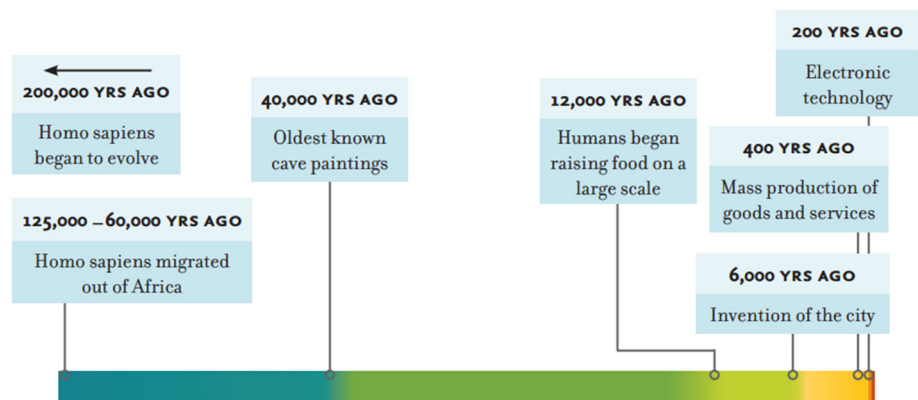 200,000 YRS AGO
Homo sapiens
began to evolve
125,000 – 60,000 YRS AGO
Homo sapiens migrated
out of Africa
40,000 YRS AGO
Oldest known
cave paintings
12,000 YRS AGO
Humans began
raising food on a
large scale
200 YRS AGO
Electronic
technology
400 YRS AGO
Mass production of
goods and services
6,000 YRS AGO
Invention of the city